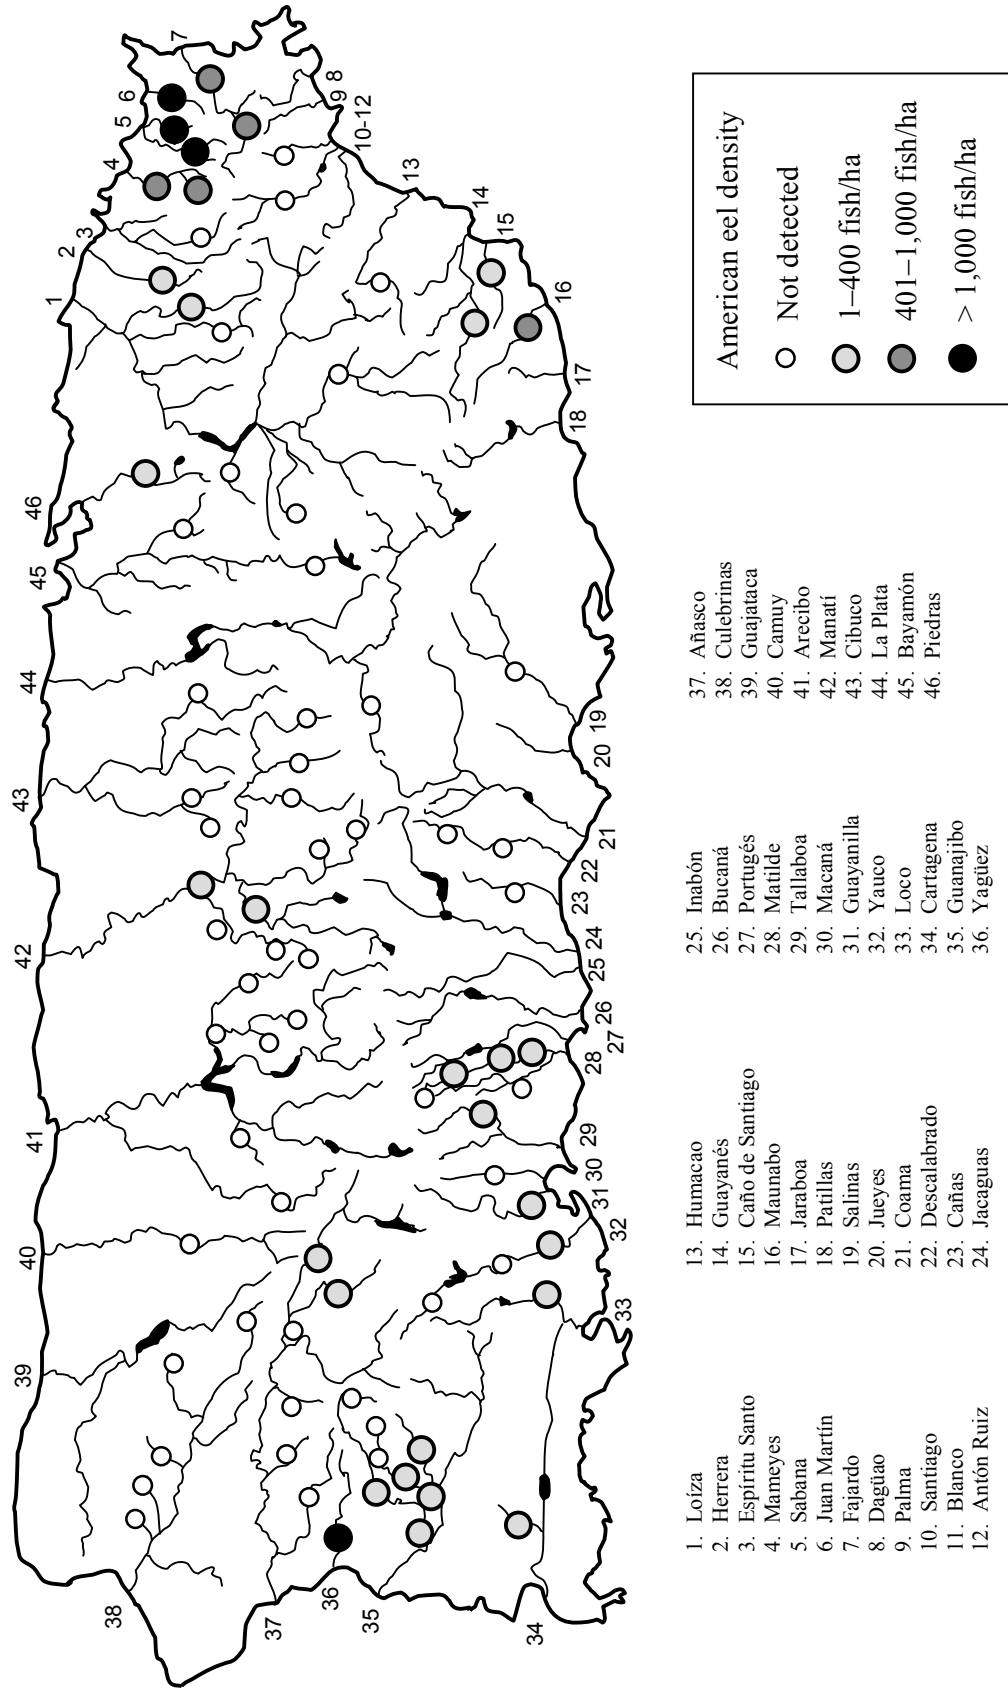 1
2
3
4
5
6
7
8
9
10-12
13
14
15
16
17
18
19
20
21
22
23
24
25
26
27
28
29
30
31
32
33
34
35
36
37
38
39
40
41
42
43
44
45
46
American eel density
Not detected
1–400 fish/ha
401–1,000 fish/ha
> 1,000 fish/ha
1. Loíza
2. Herrera
3. Espíritu Santo
4. Mameyes
5. Sabana
6. Juan Martín
7. Fajardo
8. Dagüao
9. Palma
10. Santiago
11. Blanco
12. Antón Ruiz
13. Humacao
14. Guayanés
15. Caño de Santiago
16. Maunabo
17. Jaraboa
18. Patillas
19. Salinas
20. Jueyes
21. Coama
22. Descalabrado
23. Cañas
24. Jacaguas
25. Inabón
26. Bucaná
27. Portugés
28. Matilde
29. Tallaboa
30. Macaná
31. Guayanilla
32. Yauco
33. Loco
34. Cartagena
35. Guanajibo
36. Yagüez
37. Añasco
38. Culebrinas
39. Guajataca
40. Camuy
41. Arecibo
42. Manatí
43. Cibuco
44. La Plata
45. Bayamón
46. Piedras